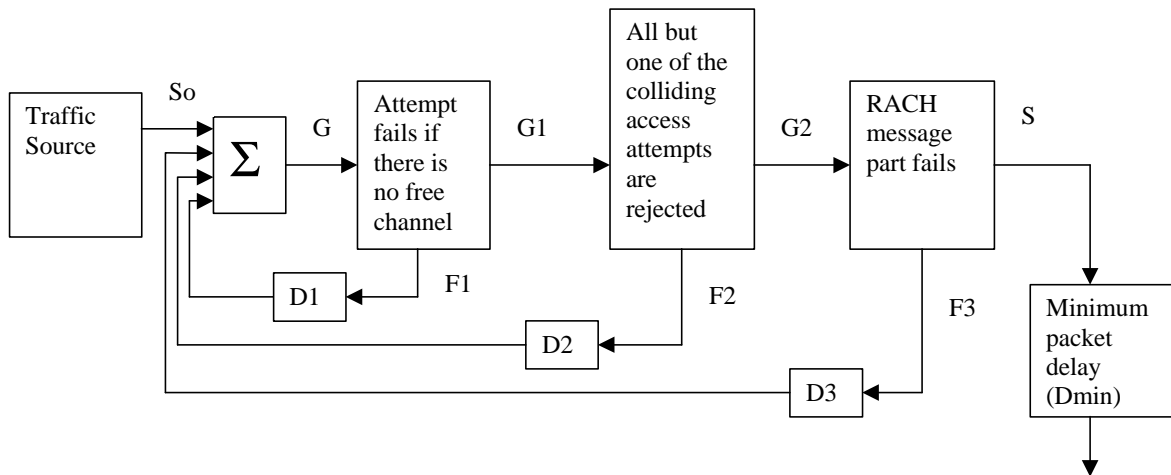 Traffic
Source
So
Σ
G
Attempt
fails if
there is
no free
channel
G1
All but
one of the
colliding
access
attempts
are
rejected
G2
RACH
message
part fails
S
D1
F1
D2
F2
D3
F3
Minimum
packet
delay
(Dmin)